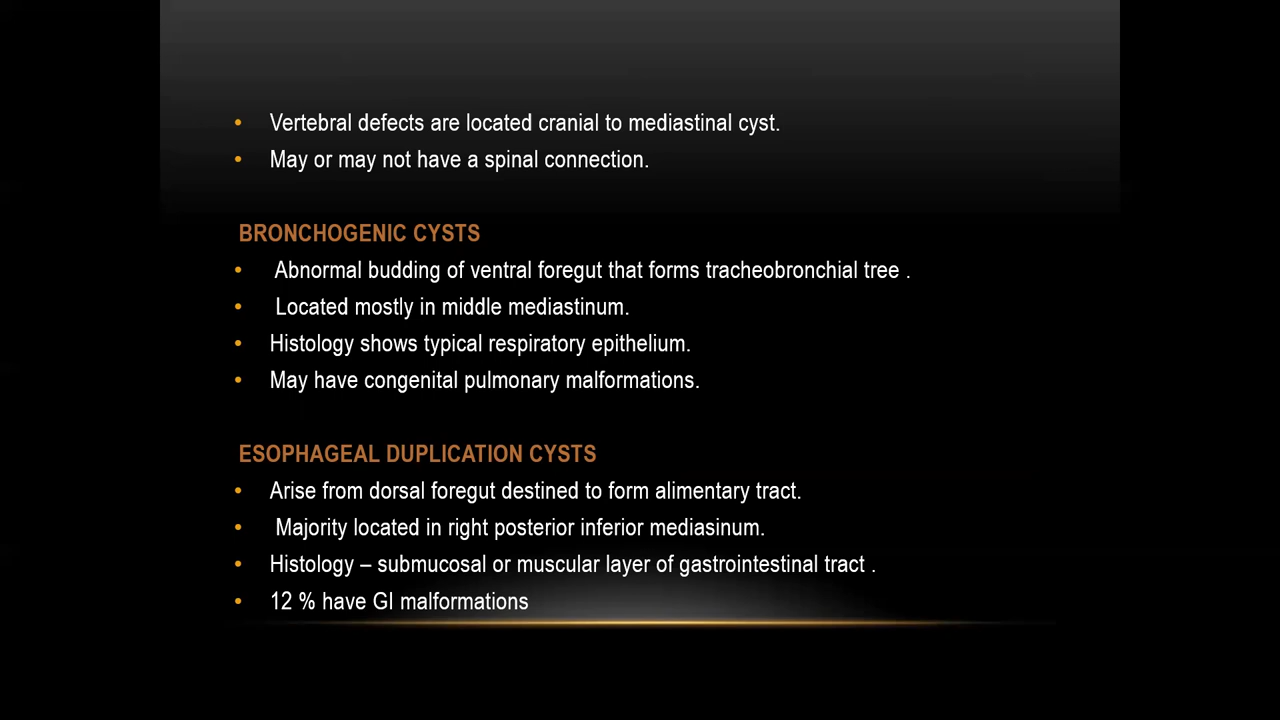 • Vertebral defects are located cranial to mediastinal cyst.
• May or may not have a spinal connection.
BRONCHOGENIC CYSTS
• Abnormal budding of ventral foregut that forms tracheobronchial tree .
• Located mostly in middle mediastinum.
• Histology shows typical respiratory epithelium.
• May have congenital pulmonary malformations.
ESOPHAGEAL DUPLICATION CYSTS
• Arise from dorsal foregut destined to form alimentary tract.
• Majority located in right posterior inferior mediasinum.
• Histology – submucosal or muscular layer of gastrointestinal tract .
• 12 % have GI malformations